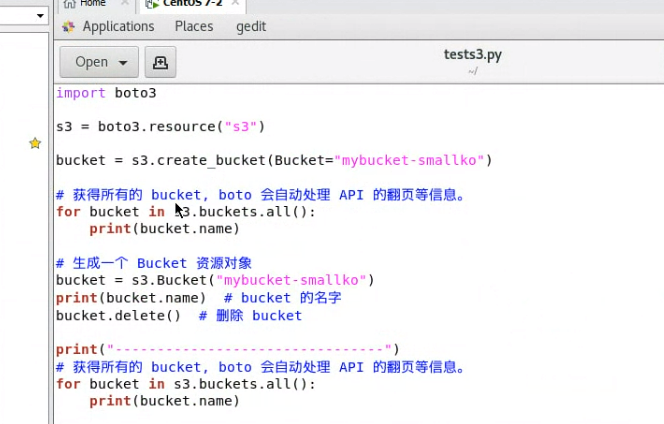 Home
CentOS 7-2
Applications Places gedit
Open
tests3.py
~/
import boto3
s3 = boto3.resource("s3")
bucket = s3.create_bucket(Bucket="mybucket-smallko")
# 获得所有的 bucket, boto 会自动处理 API 的翻页等信息。
for bucket in s3.buckets.all():
    print(bucket.name)
# 生成一个 Bucket 资源对象
bucket = s3.Bucket("mybucket-smallko")
print(bucket.name)  # bucket 的名字
bucket.delete()  # 删除 bucket
print("--------------------------------")
# 获得所有的 bucket, boto 会自动处理 API 的翻页等信息。
for bucket in s3.buckets.all():
    print(bucket.name)